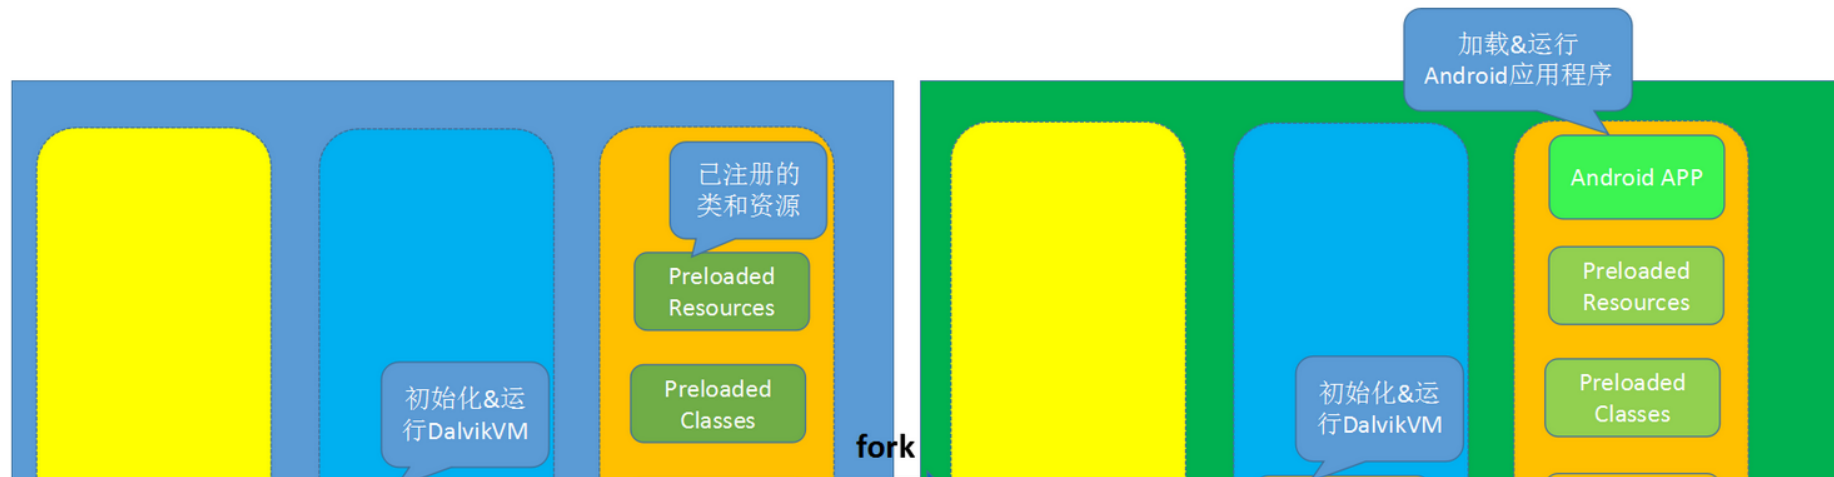 已注册的
类和资源
Preloaded
Resources
Preloaded
Classes
初始化&运
行DalvikVM
fork
加载&运行
Android应用程序
Android APP
Preloaded
Resources
Preloaded
Classes
初始化&运
行DalvikVM